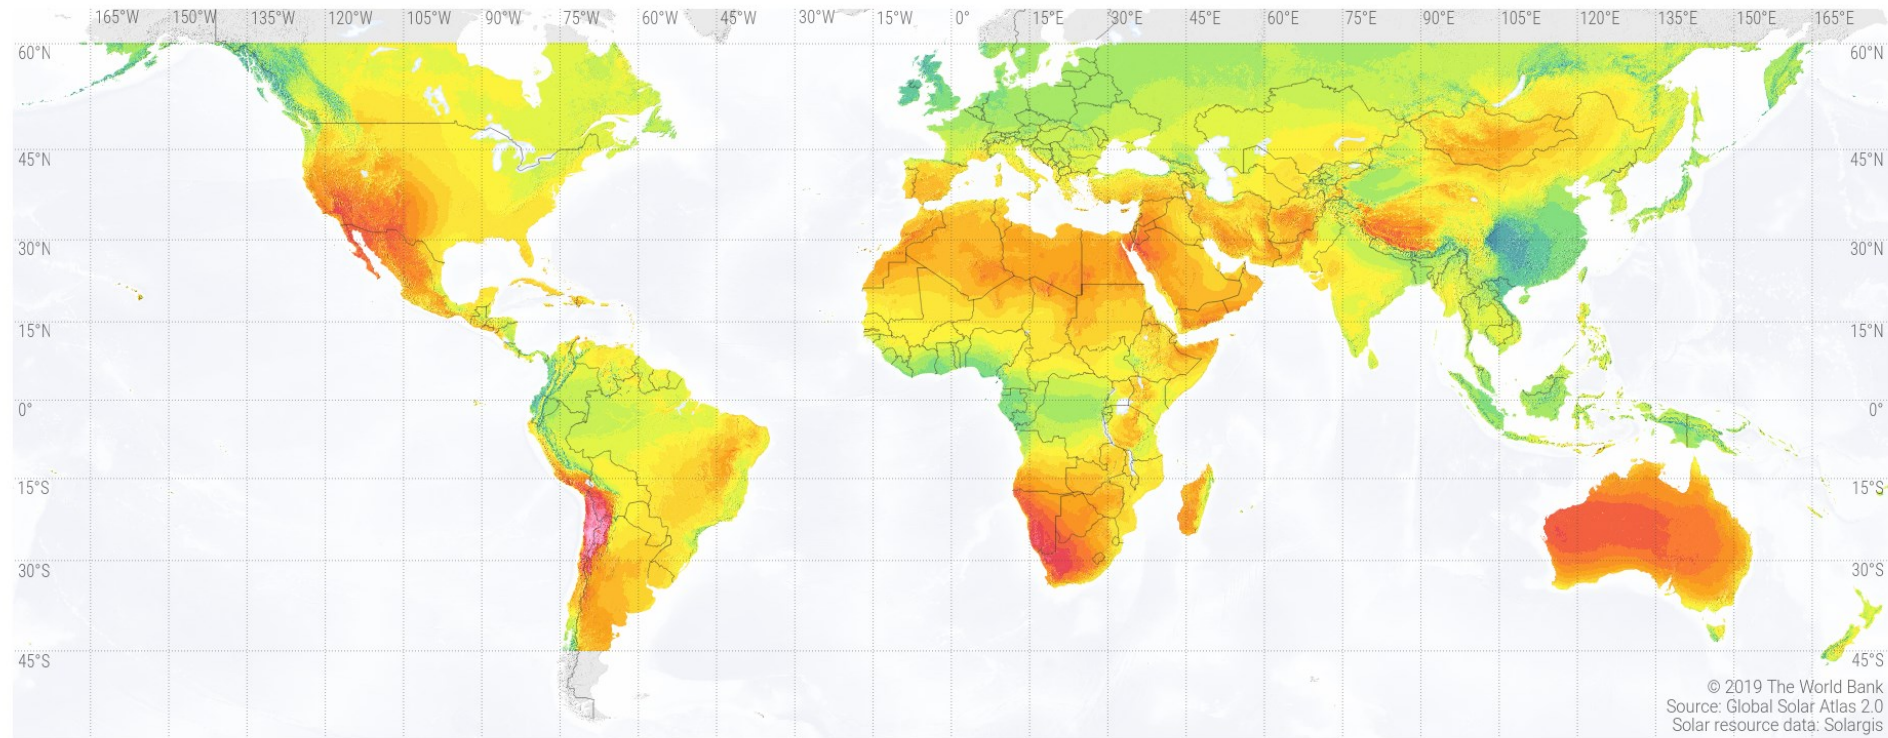 165°W 150°W 135°W 120°W 105°W 90°W 75°W 60°W 45°W 30°W 15°W 0° 15°E 30°E 45°E 60°E 75°E 90°E 105°E 120°E 135°E 150°E 165°E
60°N 60°N
45°N 45°N
30°N 30°N
15°N 15°N
0° 0°
15°S 15°S
30°S 30°S
45°S 45°S
© 2019 The World Bank
Source: Global Solar Atlas 2.0
Solar resource data: Solargis